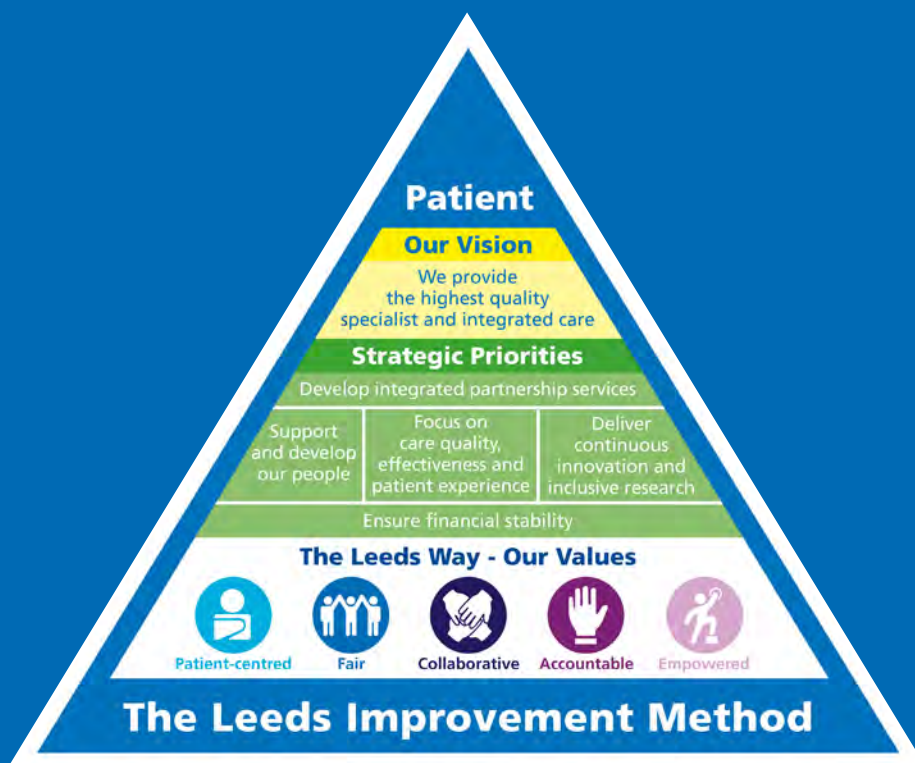 Patient
Our Vision
We provide
the highest quality
specialist and integrated care
Strategic Priorities
Develop integrated partnership services
Support
and develop
our people
Focus on
care quality,
effectiveness and
patient experience
Deliver
continuous
innovation and
inclusive research
Ensure financial stability
The Leeds Way - Our Values
Patient-centred
Fair
Collaborative
Accountable
Empowered
The Leeds Improvement Method